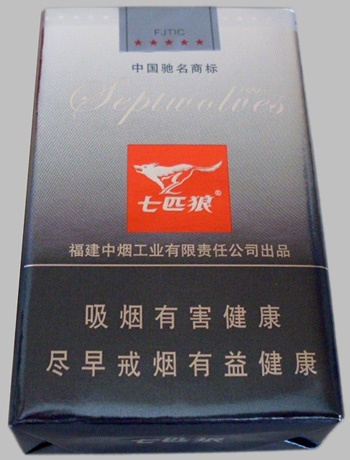 FJTIC
★★★★★
中国驰名商标
Septwolves
七匹狼®
福建中烟工业有限责任公司出品
吸烟有害健康
尽早戒烟有益健康